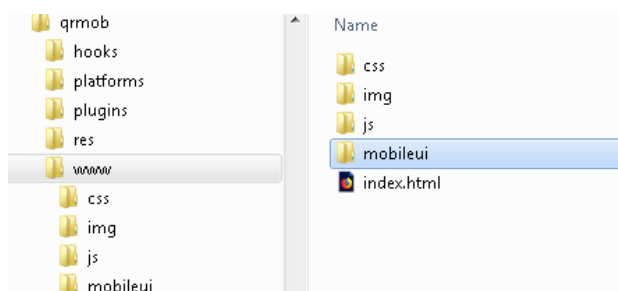 qrmob
hooks
platforms
plugins
res
www
css
img
js
mobileui
Name
css
img
js
mobileui
index.html